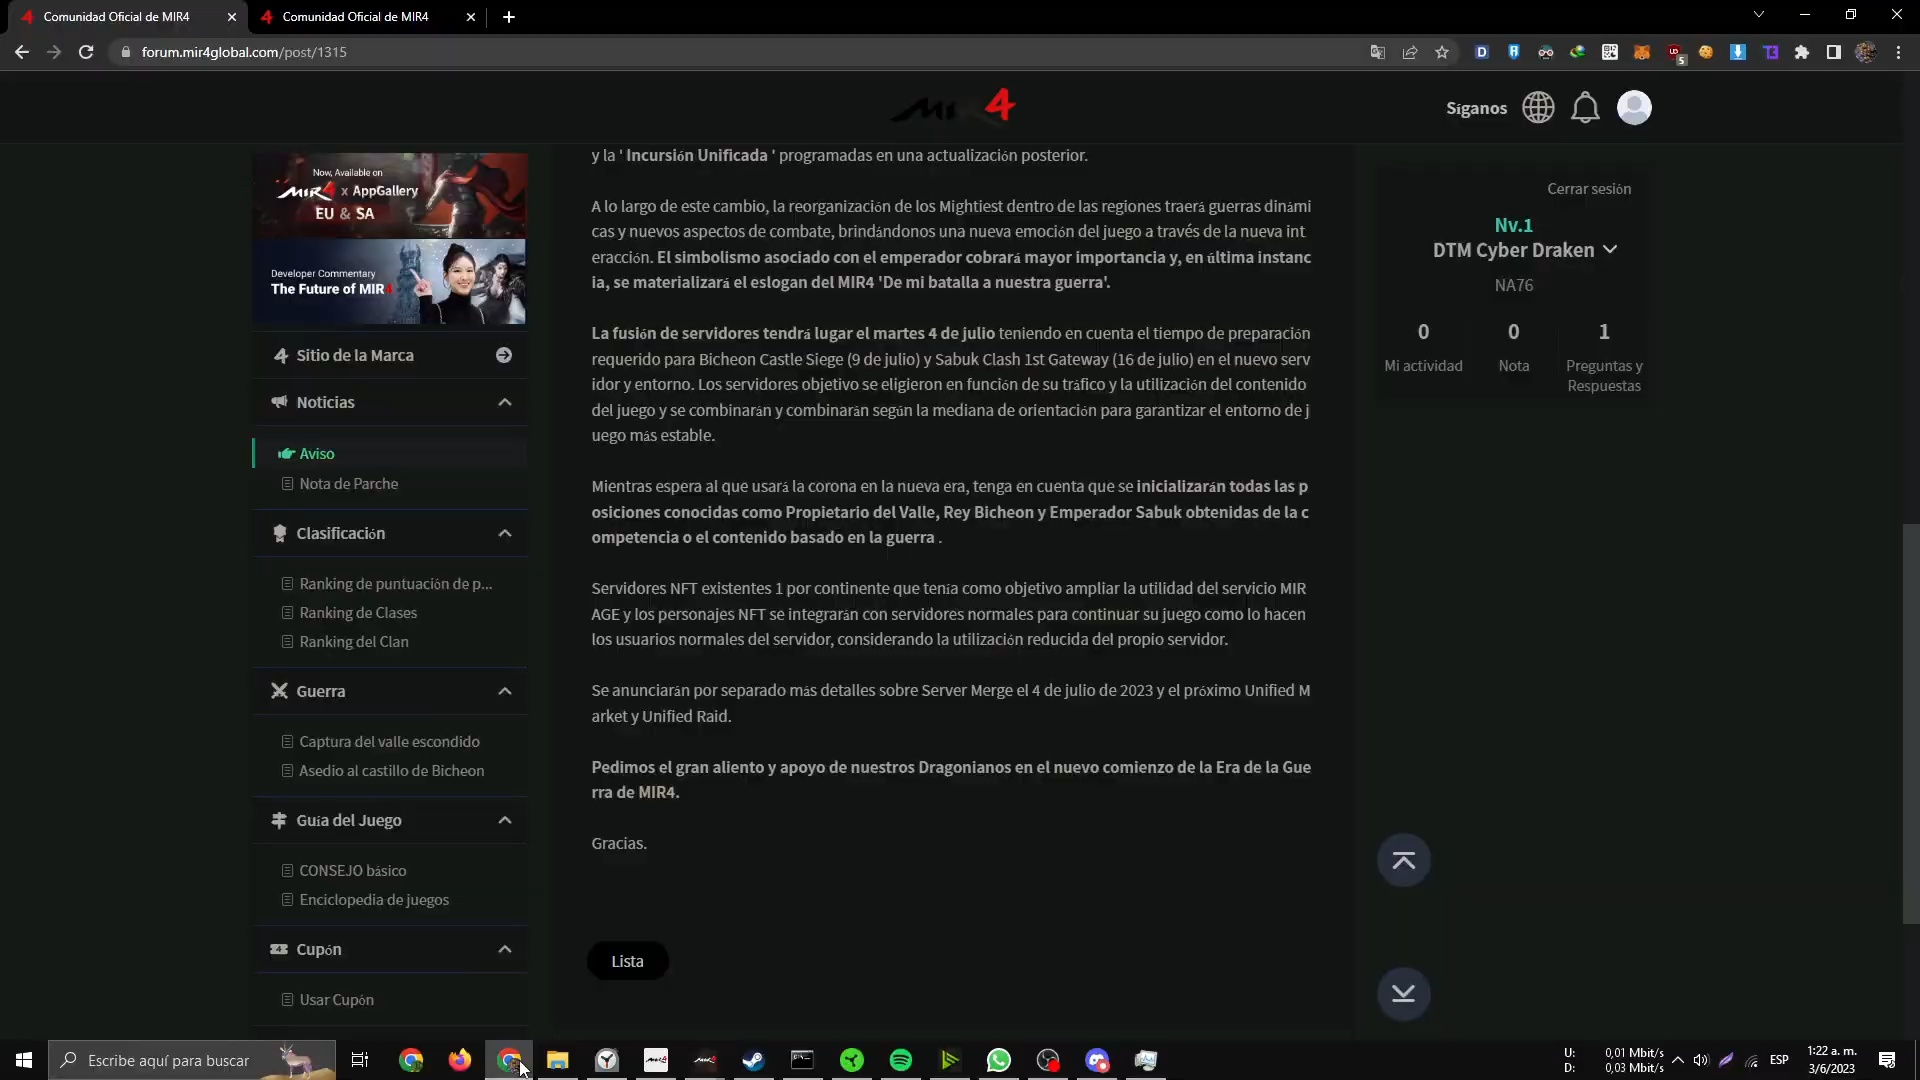 Comunidad Oficial de MIR4
Comunidad Oficial de MIR4
forum.mir4global.com/post/1315
5
MIR4
Síganos
Now, Available on
MIR4 x AppGallery
EU & SA
Developer Commentary
The Future of MIR4
Sitio de la Marca
Noticias
Aviso
Nota de Parche
Clasificación
Ranking de puntuación de p...
Ranking de Clases
Ranking del Clan
Guerra
Captura del valle escondido
Asedio al castillo de Bicheon
Guía del Juego
CONSEJO básico
Enciclopedia de juegos
Cupón
Usar Cupón
y la ' Incursión Unificada ' programadas en una actualización posterior.
A lo largo de este cambio, la reorganización de los Mightiest dentro de las regiones traerá guerras dinámi
cas y nuevos aspectos de combate, brindándonos una nueva emoción del juego a través de la nueva int
eracción. El simbolismo asociado con el emperador cobrará mayor importancia y, en última instanc
ia, se materializará el eslogan del MIR4 'De mi batalla a nuestra guerra'.
La fusión de servidores tendrá lugar el martes 4 de julio teniendo en cuenta el tiempo de preparación
requerido para Bicheon Castle Siege (9 de julio) y Sabuk Clash 1st Gateway (16 de julio) en el nuevo serv
idor y entorno. Los servidores objetivo se eligieron en función de su tráfico y la utilización del contenido
del juego y se combinarán y combinarán según la mediana de orientación para garantizar el entorno de j
uego más estable.
Mientras espera al que usará la corona en la nueva era, tenga en cuenta que se inicializarán todas las p
osiciones conocidas como Propietario del Valle, Rey Bicheon y Emperador Sabuk obtenidas de la c
ompetencia o el contenido basado en la guerra .
Servidores NFT existentes 1 por continente que tenía como objetivo ampliar la utilidad del servicio MIR
AGE y los personajes NFT se integrarán con servidores normales para continuar su juego como lo hacen
los usuarios normales del servidor, considerando la utilización reducida del propio servidor.
Se anunciarán por separado más detalles sobre Server Merge el 4 de julio de 2023 y el próximo Unified M
arket y Unified Raid.
Pedimos el gran aliento y apoyo de nuestros Dragonianos en el nuevo comienzo de la Era de la Gue
rra de MIR4.
Gracias.
Lista
Cerrar sesión
Nv.1
DTM Cyber Draken
NA76
0 0 1
Mi actividad Nota Preguntas y
Respuestas
Escribe aquí para buscar
U: 0,01 Mbit/s
D: 0,03 Mbit/s
ESP
1:22 a. m.
3/6/2023